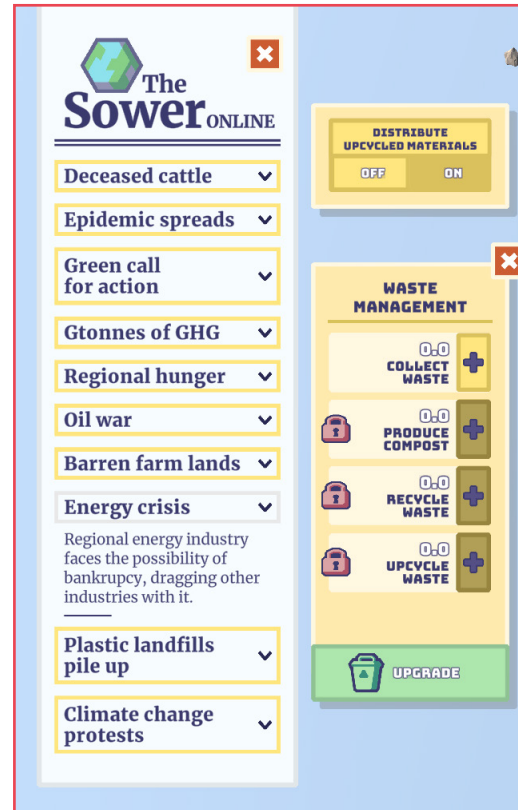 The
Sower ONLINE
Deceased cattle
Epidemic spreads
Green call
for action
Gtonnes of GHG
Regional hunger
Oil war
Barren farm lands
Energy crisis
Regional energy industry
faces the possibility of
bankrupcy, dragging other
industries with it.
Plastic landfills
pile up
Climate change
protests
DISTRIBUTE
UPCYCLED MATERIALS
OFF ON
WASTE
MANAGEMENT
0.0
COLLECT
WASTE
0.0
PRODUCE
COMPOST
0.0
RECYCLE
WASTE
0.0
UPCYCLE
WASTE
UPGRADE